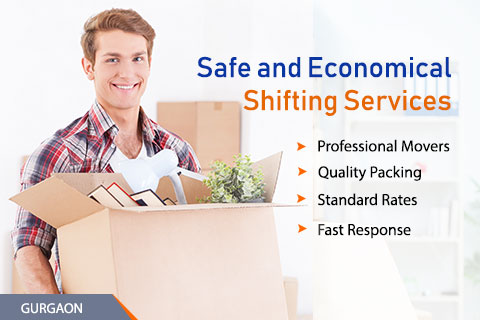 Safe and Economical
Shifting Services
Professional Movers
Quality Packing
Standard Rates
Fast Response
GURGAON